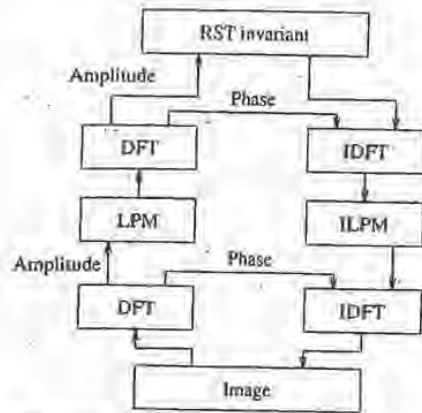 RST invariant
Amplitude
Phase
DFT
IDFT
LPM
ILPM
Amplitude
Phase
DFT
IDFT
Image